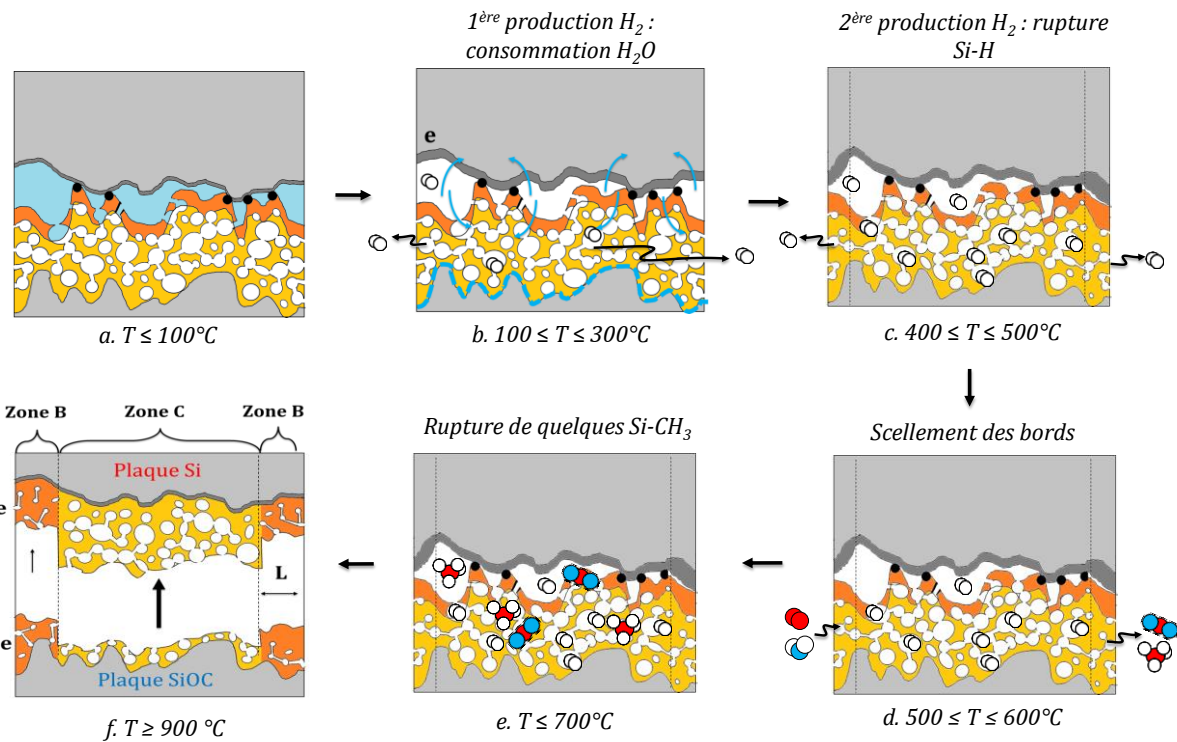 1ère production H2 :
consommation H2O
2ère production H2 : rupture
Si-H
e
a. T ≤ 100°C
b. 100 ≤ T ≤ 300°C
c. 400 ≤ T ≤ 500°C
Zone B
Zone C
Zone B
Rupture de quelques Si-CH3
Scellement des bords
Plaque Si
e
L
e
Plaque SiOC
f. T ≥ 900 °C
e. T ≤ 700°C
d. 500 ≤ T ≤ 600°C